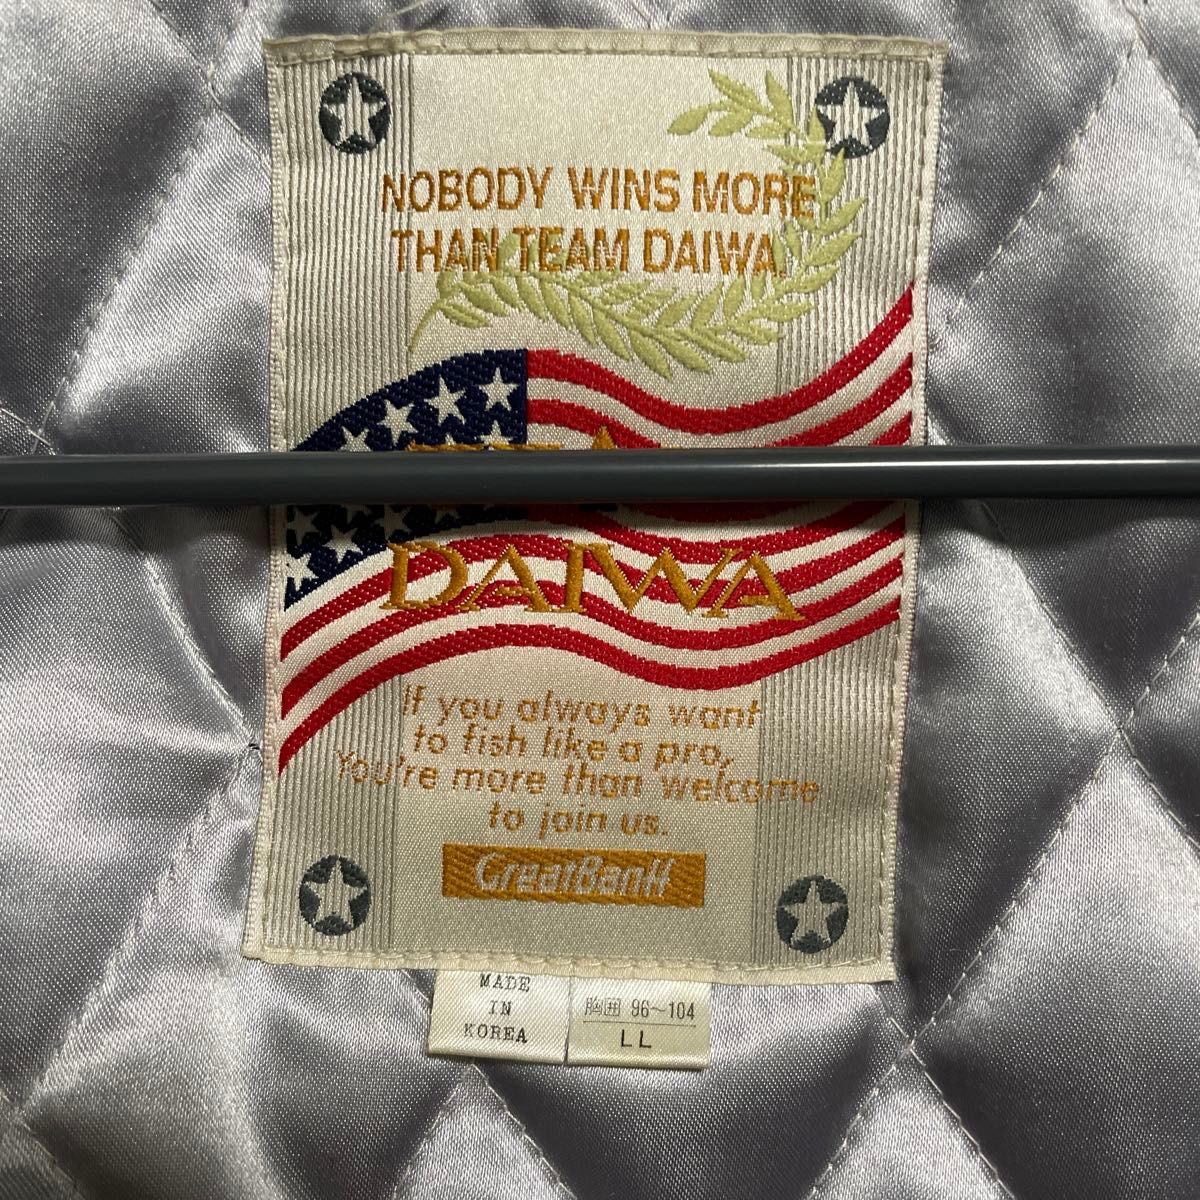 NOBODY WINS MORE
THAN TEAM DAIWA.
DAIWA
If you always want
to fish like a pro,
You're more than welcome
to join us.
GreatBanH
MADE
IN
KOREA
胸囲 96~104
LL